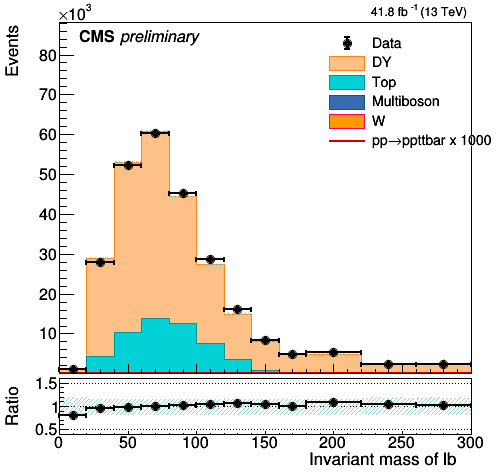 ×10³
41.8 fb⁻¹ (13 TeV)
CMS preliminary
Events
80
70
60
50
40
30
20
10
Data
DY
Top
Multiboson
W
pp→ppttbar x 1000
Ratio
1.5
1
0.5
0 50 100 150 200 250 300
Invariant mass of lb